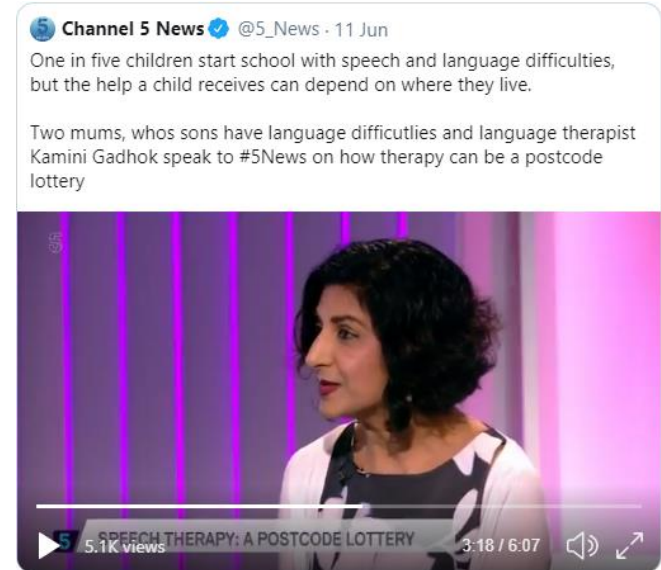 Channel 5 News @5_News · 11 Jun
One in five children start school with speech and language difficulties,
but the help a child receives can depend on where they live.
Two mums, whos sons have language difficutlies and language therapist
Kamini Gadhok speak to #5News on how therapy can be a postcode
lottery
5
5 SPEECH THERAPY: A POSTCODE LOTTERY
5.1K views
3:18 / 6:07